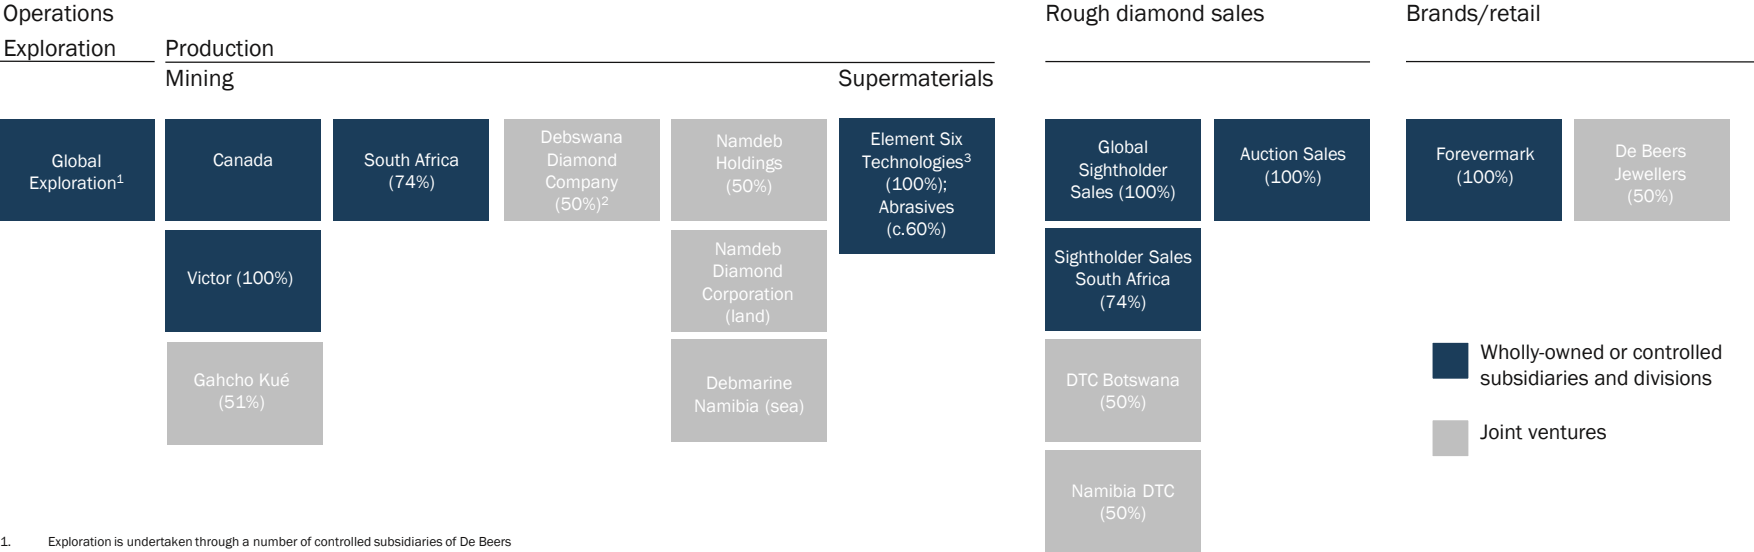 Operations
Exploration
Production
Mining
Supermaterials
Rough diamond sales
Brands/retail
Global
Exploration1
Canada
South Africa
(74%)
Debswana
Diamond
Company
(50%)2
Namdeb
Holdings
(50%)
Element Six
Technologies3
(100%);
Abrasives
(c.60%)
Global
Sightholder
Sales (100%)
Auction Sales
(100%)
Forevermark
(100%)
De Beers
Jewellers
(50%)
Victor (100%)
Namdeb
Diamond
Corporation
(land)
Sightholder Sales
South Africa
(74%)
Gahcho Kué
(51%)
Debmarine
Namibia (sea)
DTC Botswana
(50%)
Namibia DTC
(50%)
Wholly-owned or controlled
subsidiaries and divisions
Joint ventures
1. Exploration is undertaken through a number of controlled subsidiaries of De Beers